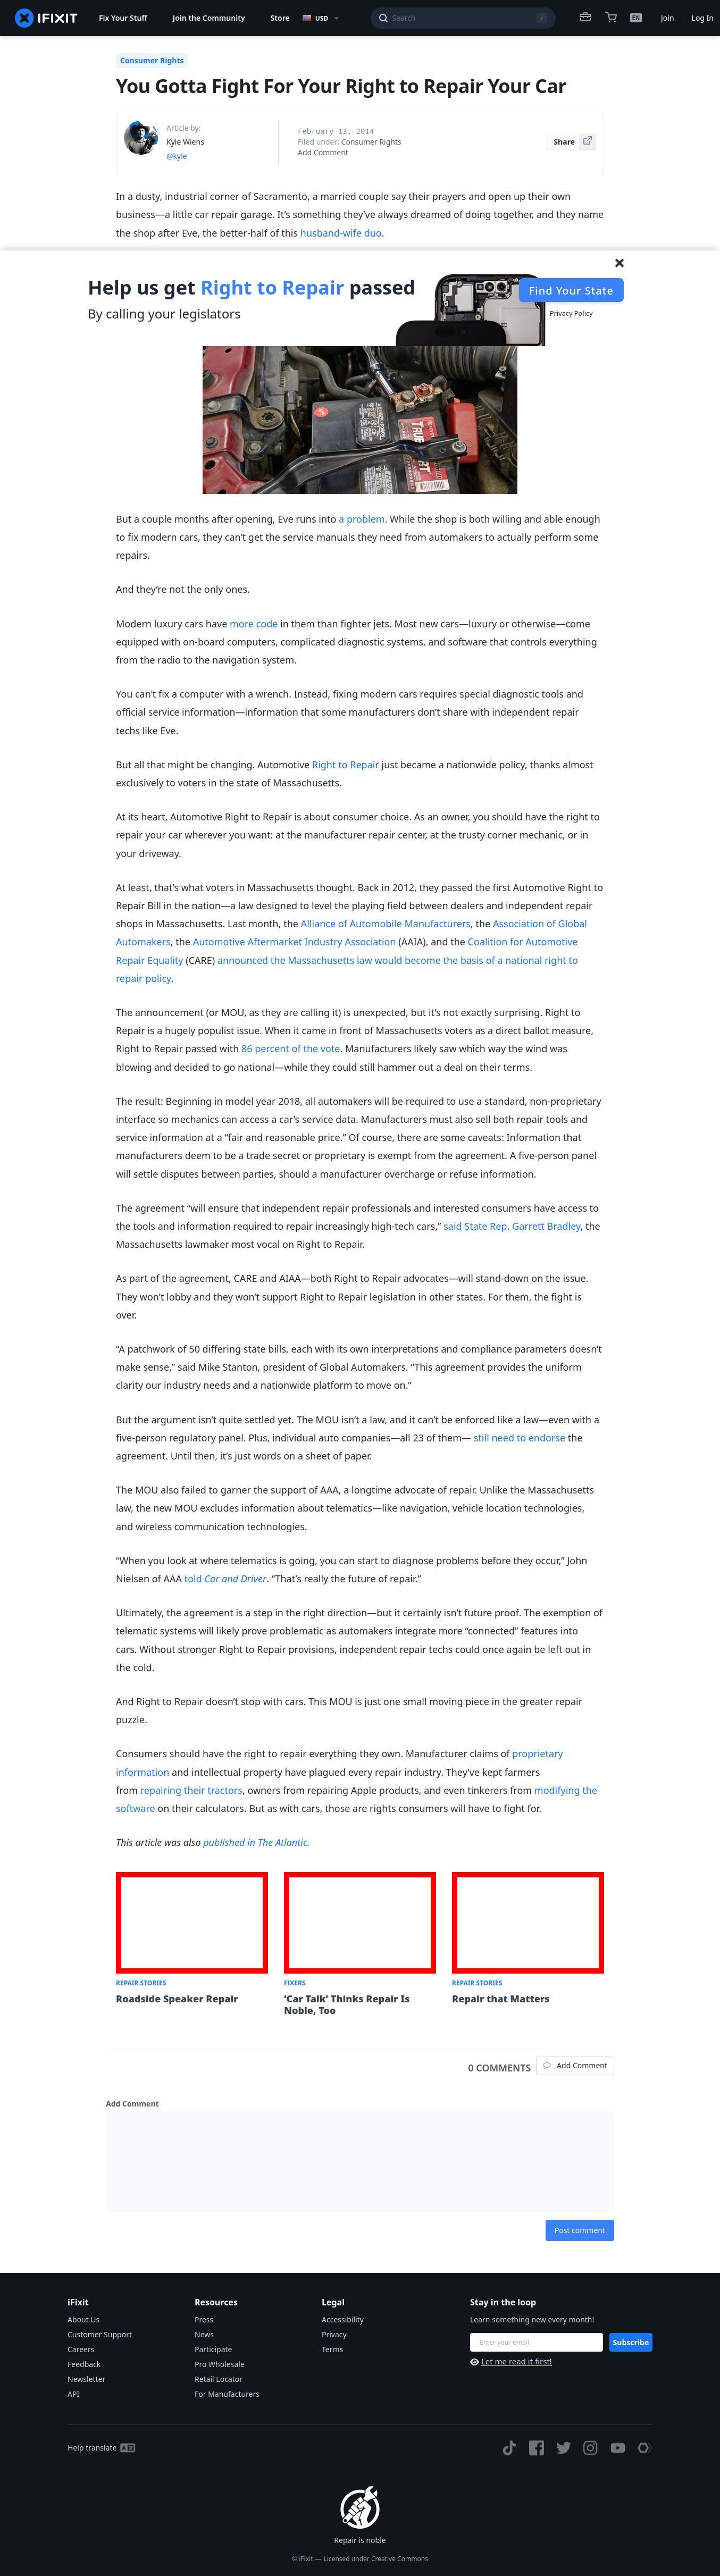 IFIXIT
Fix Your Stuff
Join the Community
Store
USD
Search
/
EN
Join
Log In
Consumer Rights
You Gotta Fight For Your Right to Repair Your Car
Article by:
Kyle Wiens
@kyle
February 13, 2014
Filed under: Consumer Rights
Add Comment
Share
In a dusty, industrial corner of Sacramento, a married couple say their prayers and open up their own
business—a little car repair garage. It’s something they’ve always dreamed of doing together, and they name
the shop after Eve, the better-half of this husband-wife duo.
Help us get Right to Repair passed
By calling your legislators
Find Your State
Privacy Policy
But a couple months after opening, Eve runs into a problem. While the shop is both willing and able enough
to fix modern cars, they can’t get the service manuals they need from automakers to actually perform some
repairs.
And they’re not the only ones.
Modern luxury cars have more code in them than fighter jets. Most new cars—luxury or otherwise—come
equipped with on-board computers, complicated diagnostic systems, and software that controls everything
from the radio to the navigation system.
You can’t fix a computer with a wrench. Instead, fixing modern cars requires special diagnostic tools and
official service information—information that some manufacturers don’t share with independent repair
techs like Eve.
But all that might be changing. Automotive Right to Repair just became a nationwide policy, thanks almost
exclusively to voters in the state of Massachusetts.
At its heart, Automotive Right to Repair is about consumer choice. As an owner, you should have the right to
repair your car wherever you want: at the manufacturer repair center, at the trusty corner mechanic, or in
your driveway.
At least, that’s what voters in Massachusetts thought. Back in 2012, they passed the first Automotive Right to
Repair Bill in the nation—a law designed to level the playing field between dealers and independent repair
shops in Massachusetts. Last month, the Alliance of Automobile Manufacturers, the Association of Global
Automakers, the Automotive Aftermarket Industry Association (AAIA), and the Coalition for Automotive
Repair Equality (CARE) announced the Massachusetts law would become the basis of a national right to
repair policy.
The announcement (or MOU, as they are calling it) is unexpected, but it’s not exactly surprising. Right to
Repair is a hugely populist issue. When it came in front of Massachusetts voters as a direct ballot measure,
Right to Repair passed with 86 percent of the vote. Manufacturers likely saw which way the wind was
blowing and decided to go national—while they could still hammer out a deal on their terms.
The result: Beginning in model year 2018, all automakers will be required to use a standard, non-proprietary
interface so mechanics can access a car’s service data. Manufacturers must also sell both repair tools and
service information at a “fair and reasonable price.” Of course, there are some caveats: Information that
manufacturers deem to be a trade secret or proprietary is exempt from the agreement. A five-person panel
will settle disputes between parties, should a manufacturer overcharge or refuse information.
The agreement “will ensure that independent repair professionals and interested consumers have access to
the tools and information required to repair increasingly high-tech cars,” said State Rep. Garrett Bradley, the
Massachusetts lawmaker most vocal on Right to Repair.
As part of the agreement, CARE and AIAA—both Right to Repair advocates—will stand-down on the issue.
They won’t lobby and they won’t support Right to Repair legislation in other states. For them, the fight is
over.
“A patchwork of 50 differing state bills, each with its own interpretations and compliance parameters doesn’t
make sense,” said Mike Stanton, president of Global Automakers. “This agreement provides the uniform
clarity our industry needs and a nationwide platform to move on.”
But the argument isn’t quite settled yet. The MOU isn’t a law, and it can’t be enforced like a law—even with a
five-person regulatory panel. Plus, individual auto companies—all 23 of them— still need to endorse the
agreement. Until then, it’s just words on a sheet of paper.
The MOU also failed to garner the support of AAA, a longtime advocate of repair. Unlike the Massachusetts
law, the new MOU excludes information about telematics—like navigation, vehicle location technologies,
and wireless communication technologies.
“When you look at where telematics is going, you can start to diagnose problems before they occur,” John
Nielsen of AAA told Car and Driver. “That’s really the future of repair.”
Ultimately, the agreement is a step in the right direction—but it certainly isn’t future proof. The exemption of
telematic systems will likely prove problematic as automakers integrate more “connected” features into
cars. Without stronger Right to Repair provisions, independent repair techs could once again be left out in
the cold.
And Right to Repair doesn’t stop with cars. This MOU is just one small moving piece in the greater repair
puzzle.
Consumers should have the right to repair everything they own. Manufacturer claims of proprietary
information and intellectual property have plagued every repair industry. They’ve kept farmers
from repairing their tractors, owners from repairing Apple products, and even tinkerers from modifying the
software on their calculators. But as with cars, those are rights consumers will have to fight for.
This article was also published in The Atlantic.
REPAIR STORIES
Roadside Speaker Repair
FIXERS
‘Car Talk’ Thinks Repair Is
Noble, Too
REPAIR STORIES
Repair that Matters
0 COMMENTS
Add Comment
Add Comment
Post comment
iFixit
About Us
Customer Support
Careers
Feedback
Newsletter
API
Resources
Press
News
Participate
Pro Wholesale
Retail Locator
For Manufacturers
Legal
Accessibility
Privacy
Terms
Stay in the loop
Learn something new every month!
Enter your email
Subscribe
Let me read it first!
Help translate
Repair is noble
© iFixit — Licensed under Creative Commons